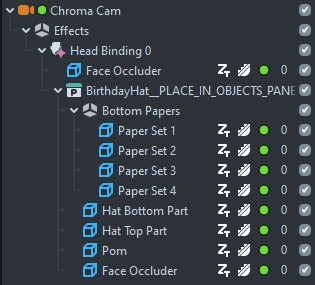 Chroma Cam
Effects
Head Binding 0
Face Occluder 0
BirthdayHat__PLACE_IN_OBJECTS_PANE
Bottom Papers
Paper Set 1 0
Paper Set 2 0
Paper Set 3 0
Paper Set 4 0
Hat Bottom Part 0
Hat Top Part 0
Pom 0
Face Occluder 0